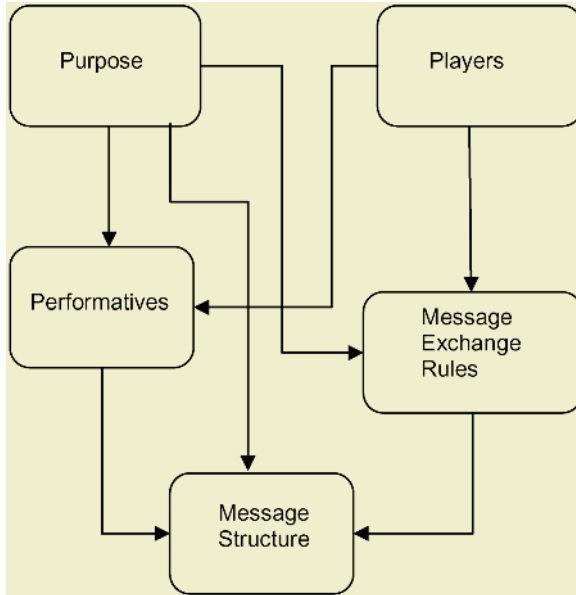 Purpose
Players
Performatives
Message
Exchange
Rules
Message
Structure